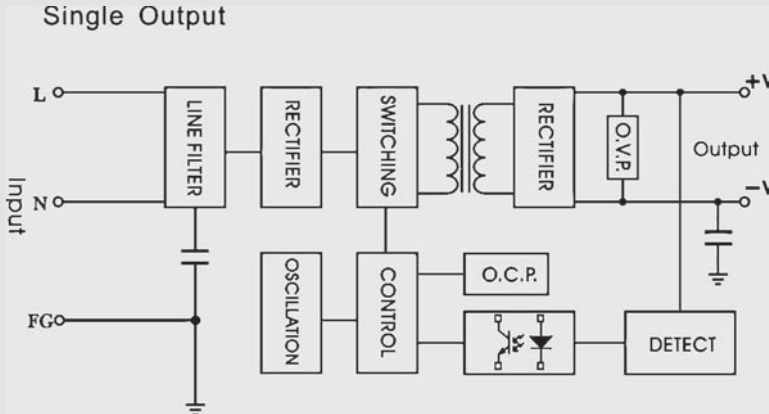 Single Output
L
N
FG
Input
LINE FILTER
RECTIFIER
SWITCHING
RECTIFIER
O.V.P.
+V
Output
-V
OSCILLATION
CONTROL
O.C.P.
DETECT